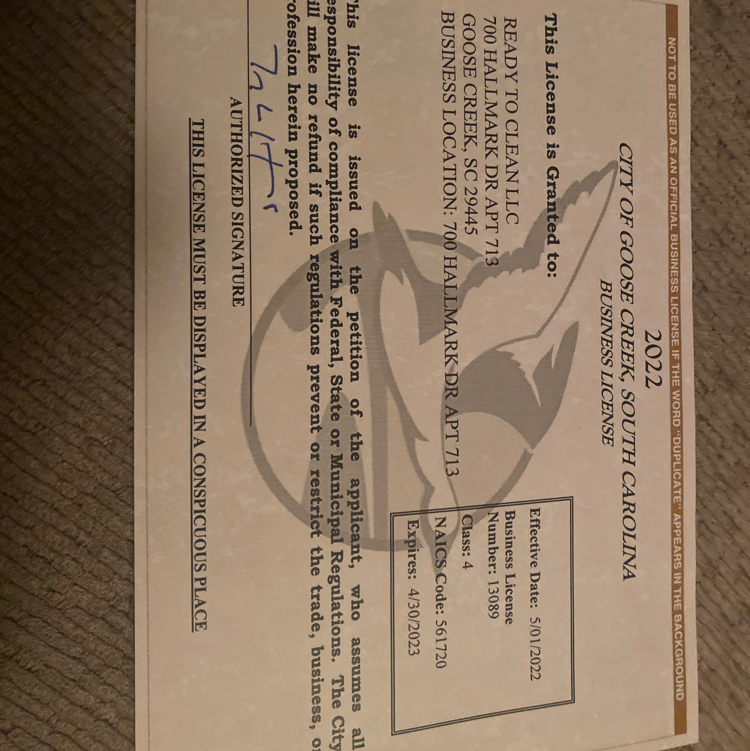 NOT TO BE USED AS AN OFFICIAL BUSINESS LICENSE IF THE WORD "DUPLICATE" APPEARS IN THE BACKGROUND
2022
CITY OF GOOSE CREEK, SOUTH CAROLINA
BUSINESS LICENSE
This License is Granted to:
READY TO CLEAN LLC
700 HALLMARK DR APT 713
GOOSE CREEK, SC 29445
BUSINESS LOCATION: 700 HALLMARK DR APT 713
Effective Date: 5/01/2022
Business License
Number: 13089
Class: 4
NAICS Code: 561720
Expires: 4/30/2023
his license is issued on the petition of the applicant, who assumes all
esponsibility of compliance with Federal, State or Municipal Regulations. The City
ill make no refund if such regulations prevent or restrict the trade, business, or
rofession herein proposed.
AUTHORIZED SIGNATURE
THIS LICENSE MUST BE DISPLAYED IN A CONSPICUOUS PLACE